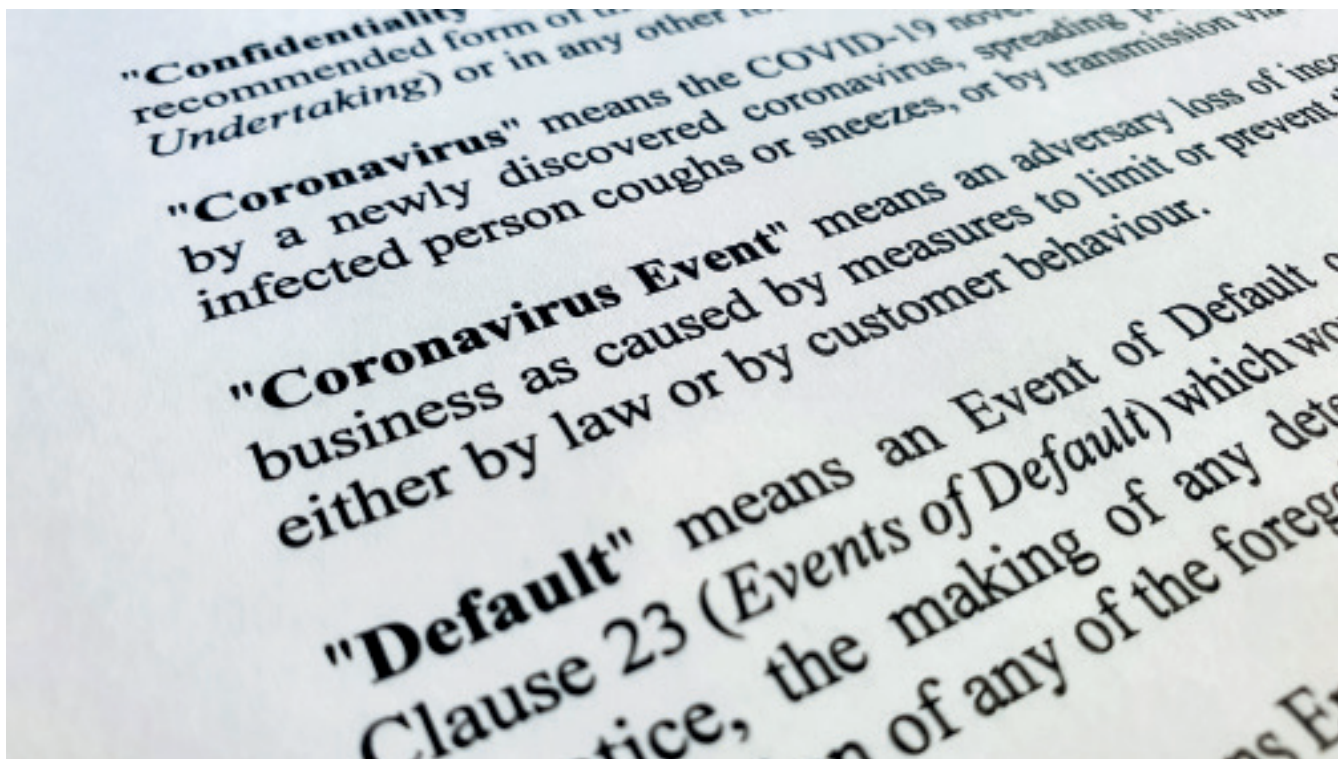 "Confidentiality
recommended form of
Undertaking) or in any other
"Coronavirus" means the COVID-19
by a newly discovered coronavirus, spreading
infected person coughs or sneezes, or by transmission via
"Coronavirus Event" means an adversary loss of
business as caused by measures to limit or prevent
either by law or by customer behaviour.
"Default" means an Event of Default
Clause 23 (Events of Default) which
the making of any
of any of the